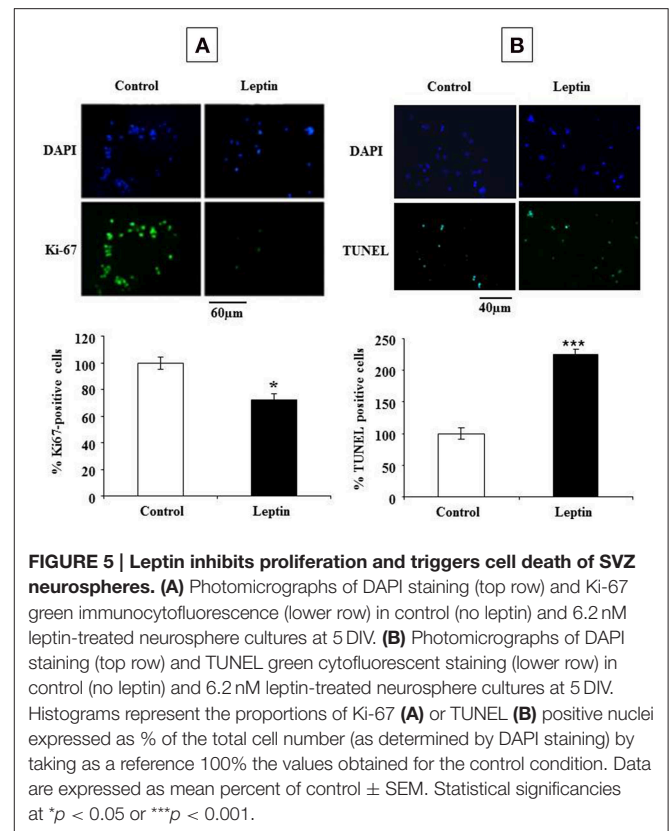 A
B
Control Leptin
Control Leptin
DAPI
DAPI
Ki-67
TUNEL
60µm
40µm
% Ki67-positive cells
120
100
80
60
40
20
0
*
Control Leptin
% TUNEL positive cells
250
200
150
100
50
0
***
Control Leptin
FIGURE 5 | Leptin inhibits proliferation and triggers cell death of SVZ
neurospheres. (A) Photomicrographs of DAPI staining (top row) and Ki-67
green immunocytofluorescence (lower row) in control (no leptin) and 6.2 nM
leptin-treated neurosphere cultures at 5 DIV. (B) Photomicrographs of DAPI
staining (top row) and TUNEL green cytofluorescent staining (lower row) in
control (no leptin) and 6.2 nM leptin-treated neurosphere cultures at 5 DIV.
Histograms represent the proportions of Ki-67 (A) or TUNEL (B) positive nuclei
expressed as % of the total cell number (as determined by DAPI staining) by
taking as a reference 100% the values obtained for the control condition. Data
are expressed as mean percent of control ± SEM. Statistical significancies
at *p < 0.05 or ***p < 0.001.